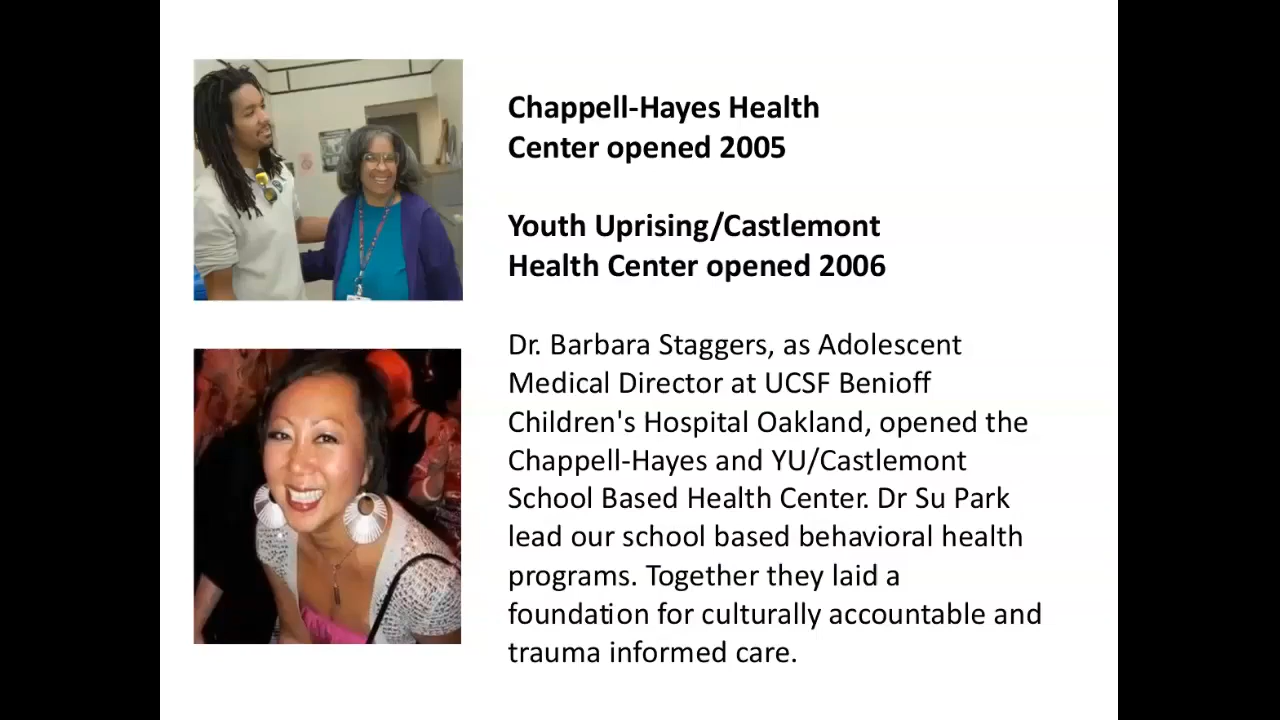 Chappell-Hayes Health
Center opened 2005
Youth Uprising/Castlemont
Health Center opened 2006
Dr. Barbara Staggers, as Adolescent
Medical Director at UCSF Benioff
Children's Hospital Oakland, opened the
Chappell-Hayes and YU/Castlemont
School Based Health Center. Dr Su Park
lead our school based behavioral health
programs. Together they laid a
foundation for culturally accountable and
trauma informed care.